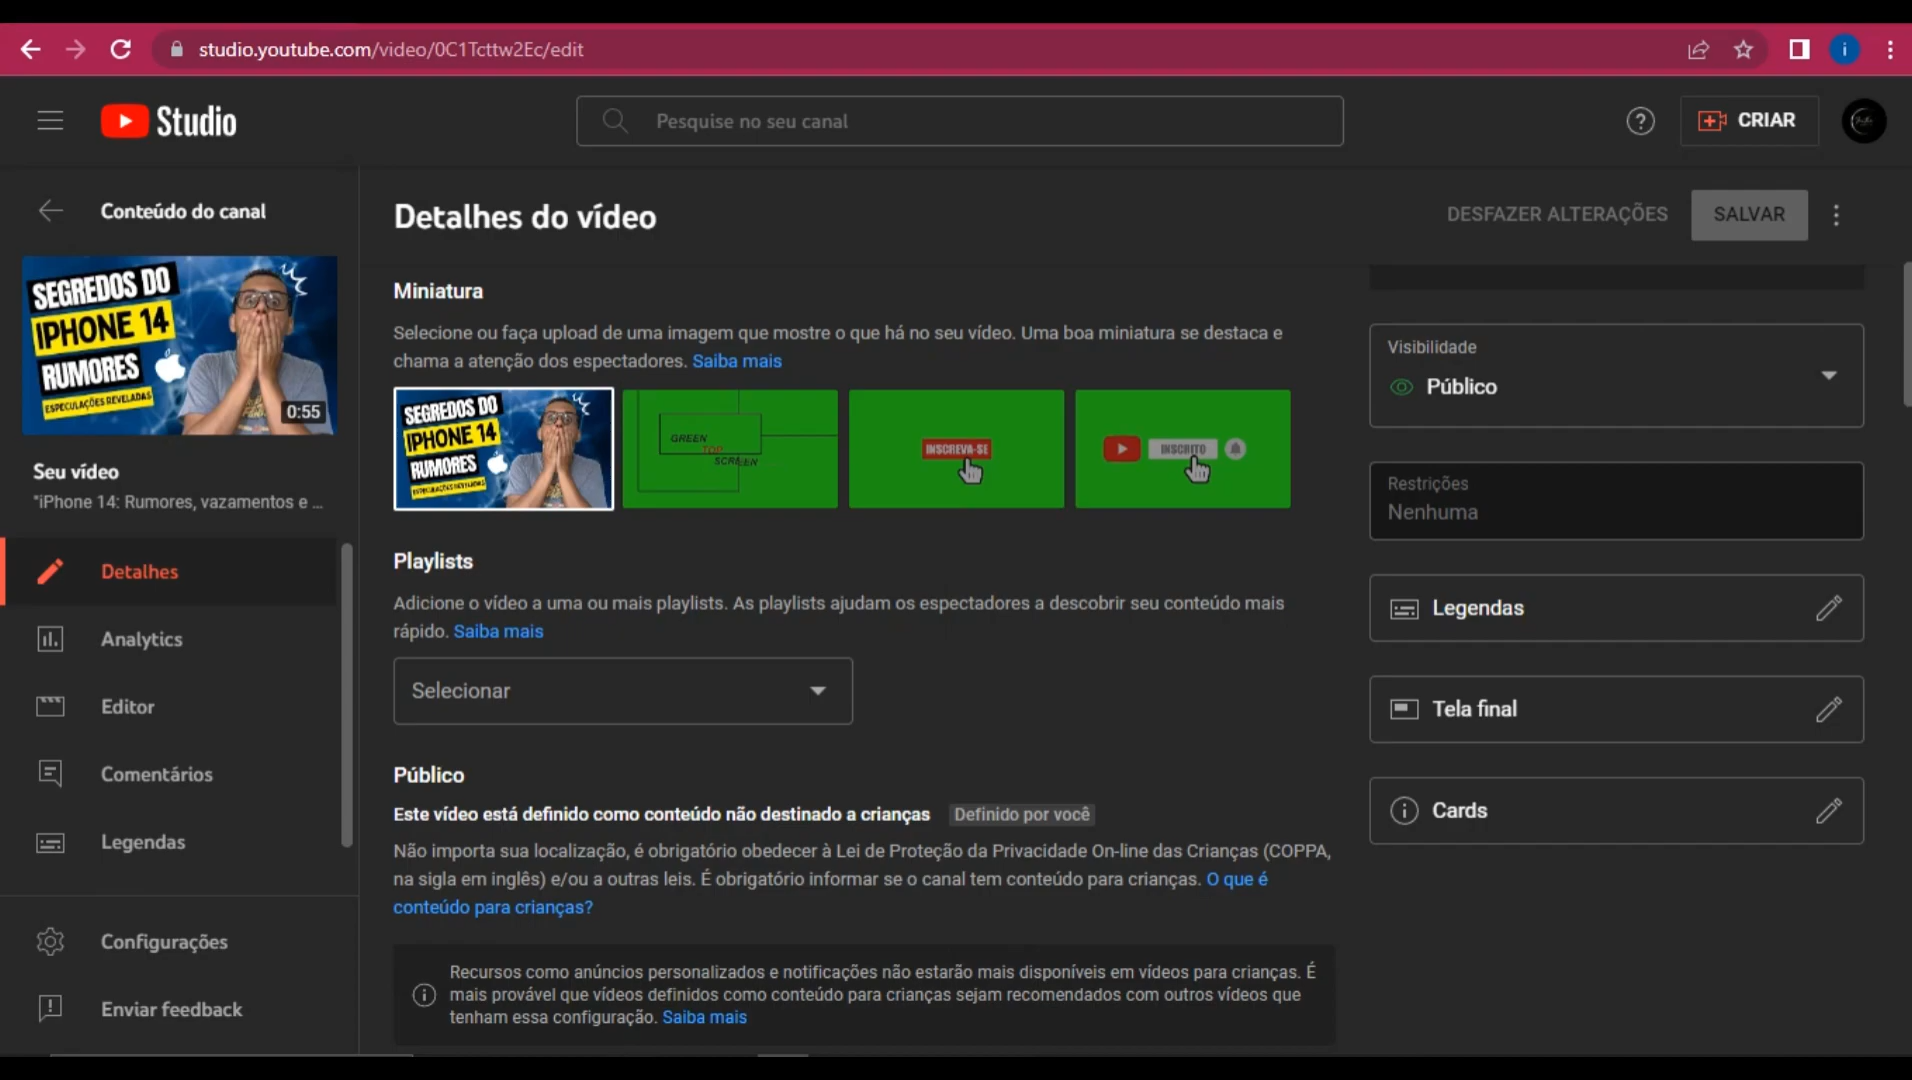 studio.youtube.com/video/0C1Tcttw2Ec/edit
i
Studio
Pesquise no seu canal
?
CRIAR
Conteúdo do canal
Detalhes do vídeo
DESFAZER ALTERAÇÕES
SALVAR
SEGREDOS DO
IPHONE 14
RUMORES
ESPECULAÇÕES REVELADAS
0:55
Seu vídeo
"iPhone 14: Rumores, vazamentos e ...
Detalhes
Analytics
Editor
Comentários
Legendas
Configurações
Enviar feedback
Miniatura
Selecione ou faça upload de uma imagem que mostre o que há no seu vídeo. Uma boa miniatura se destaca e
chama a atenção dos espectadores. Saiba mais
SEGREDOS DO
IPHONE 14
RUMORES
ESPECULAÇÕES REVELADAS
GREEN
TOP
SCREEN
INSCREVA-SE
INSCRITO
Playlists
Adicione o vídeo a uma ou mais playlists. As playlists ajudam os espectadores a descobrir seu conteúdo mais
rápido. Saiba mais
Selecionar
Público
Este vídeo está definido como conteúdo não destinado a crianças Definido por você
Não importa sua localização, é obrigatório obedecer à Lei de Proteção da Privacidade On-line das Crianças (COPPA,
na sigla em inglês) e/ou a outras leis. É obrigatório informar se o canal tem conteúdo para crianças. O que é
conteúdo para crianças?
Recursos como anúncios personalizados e notificações não estarão mais disponíveis em vídeos para crianças. É
mais provável que vídeos definidos como conteúdo para crianças sejam recomendados com outros vídeos que
tenham essa configuração. Saiba mais
Visibilidade
Público
Restrições
Nenhuma
Legendas
Tela final
Cards